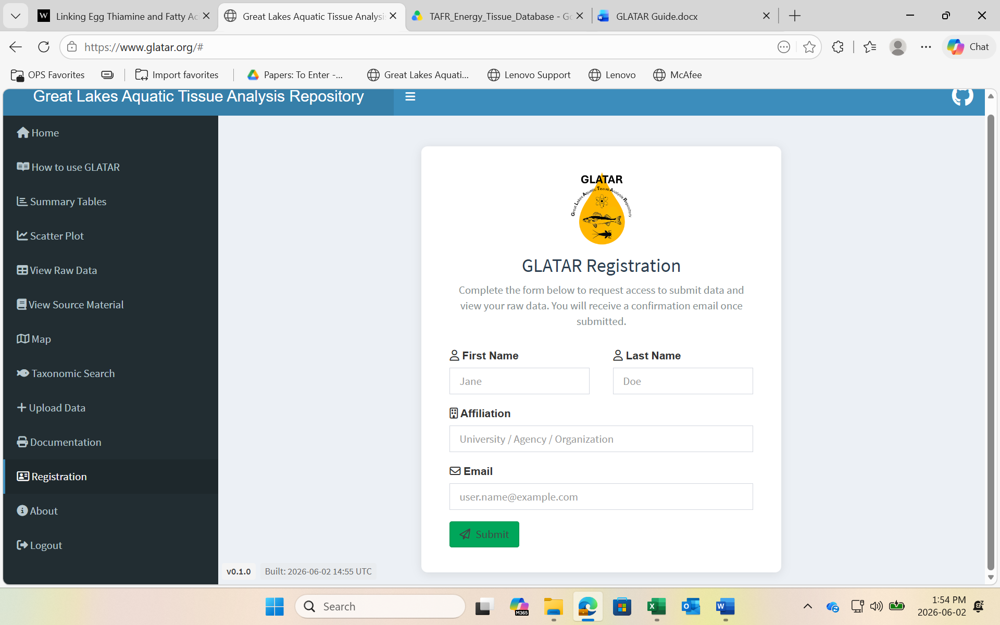 Linking Egg Thiamine and Fatty Ac
Great Lakes Aquatic Tissue Analysi
TAFR_Energy_Tissue_Database - Go
GLATAR Guide.docx
https://www.glatar.org/#
Chat
OPS Favorites
Import favorites
Papers: To Enter -...
Great Lakes Aquati...
Lenovo Support
Lenovo
McAfee
Great Lakes Aquatic Tissue Analysis Repository
Home
How to use GLATAR
Summary Tables
Scatter Plot
View Raw Data
View Source Material
Map
Taxonomic Search
Upload Data
Documentation
Registration
About
Logout
GLATAR
Great Lakes Aquatic Tissue Analysis Repository
GLATAR Registration
Complete the form below to request access to submit data and
view your raw data. You will receive a confirmation email once
submitted.
First Name
Last Name
Jane
Doe
Affiliation
University / Agency / Organization
Email
user.name@example.com
Submit
v0.1.0
Built: 2026-06-02 14:55 UTC
Search
M365
1:54 PM
2026-06-02